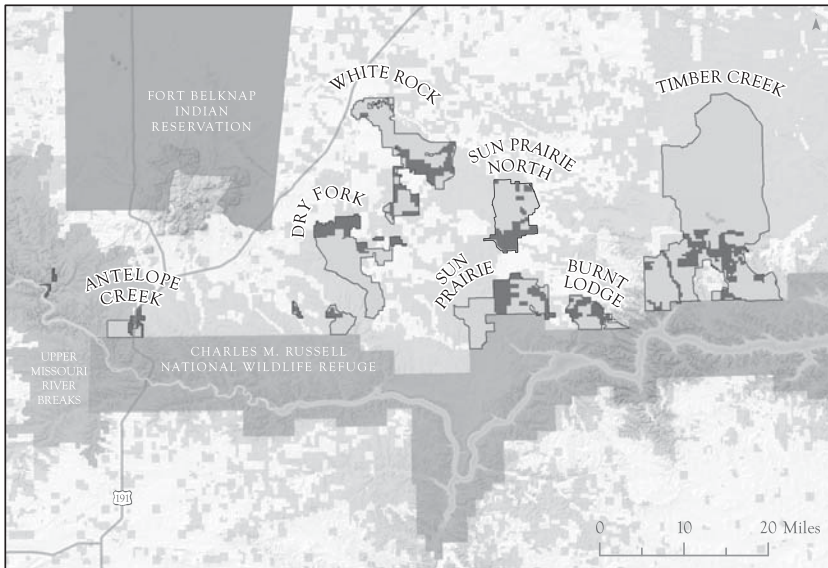 WHITE ROCK
TIMBER CREEK
FORT BELKNAP
INDIAN
RESERVATION
SUN PRAIRIE
NORTH
DRY FORK
ANTELOPE
CREEK
SUN
PRAIRIE
BURNT
LODGE
UPPER
MISSOURI
RIVER
BREAKS
CHARLES M. RUSSELL
NATIONAL WILDLIFE REFUGE
191
0 10 20 Miles